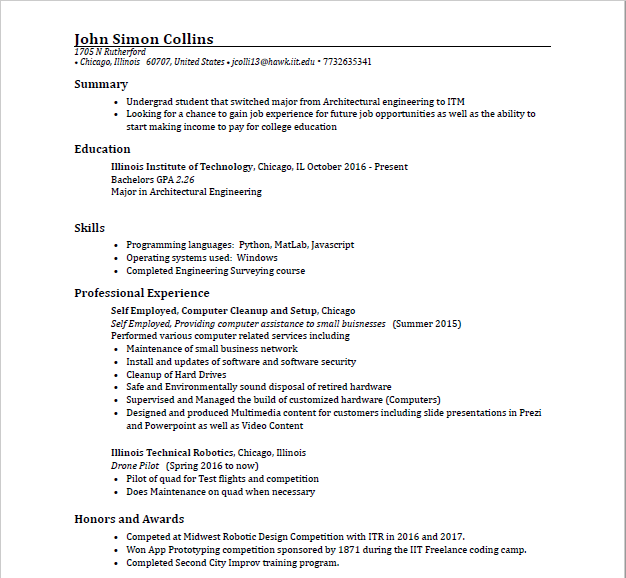 John Simon Collins
1705 N Rutherford
• Chicago, Illinois 60707, United States • jcolli13@hawk.iit.edu • 7732635341
Summary
• Undergrad student that switched major from Architectural engineering to ITM
• Looking for a chance to gain job experience for future job opportunities as well as the ability to
start making income to pay for college education
Education
Illinois Institute of Technology, Chicago, IL October 2016 - Present
Bachelors GPA 2.26
Major in Architectural Engineering
Skills
• Programming languages: Python, MatLab, Javascript
• Operating systems used: Windows
• Completed Engineering Surveying course
Professional Experience
Self Employed, Computer Cleanup and Setup, Chicago
Self Employed, Providing computer assistance to small buisnesses (Summer 2015)
Performed various computer related services including
• Maintenance of small business network
• Install and updates of software and software security
• Cleanup of Hard Drives
• Safe and Environmentally sound disposal of retired hardware
• Supervised and Managed the build of customized hardware (Computers)
• Designed and produced Multimedia content for customers including slide presentations in Prezi
and Powerpoint as well as Video Content
Illinois Technical Robotics, Chicago, Illinois
Drone Pilot (Spring 2016 to now)
• Pilot of quad for Test flights and competition
• Does Maintenance on quad when necessary
Honors and Awards
• Competed at Midwest Robotic Design Competition with ITR in 2016 and 2017.
• Won App Prototyping competition sponsored by 1871 during the IIT Freelance coding camp.
• Completed Second City Improv training program.